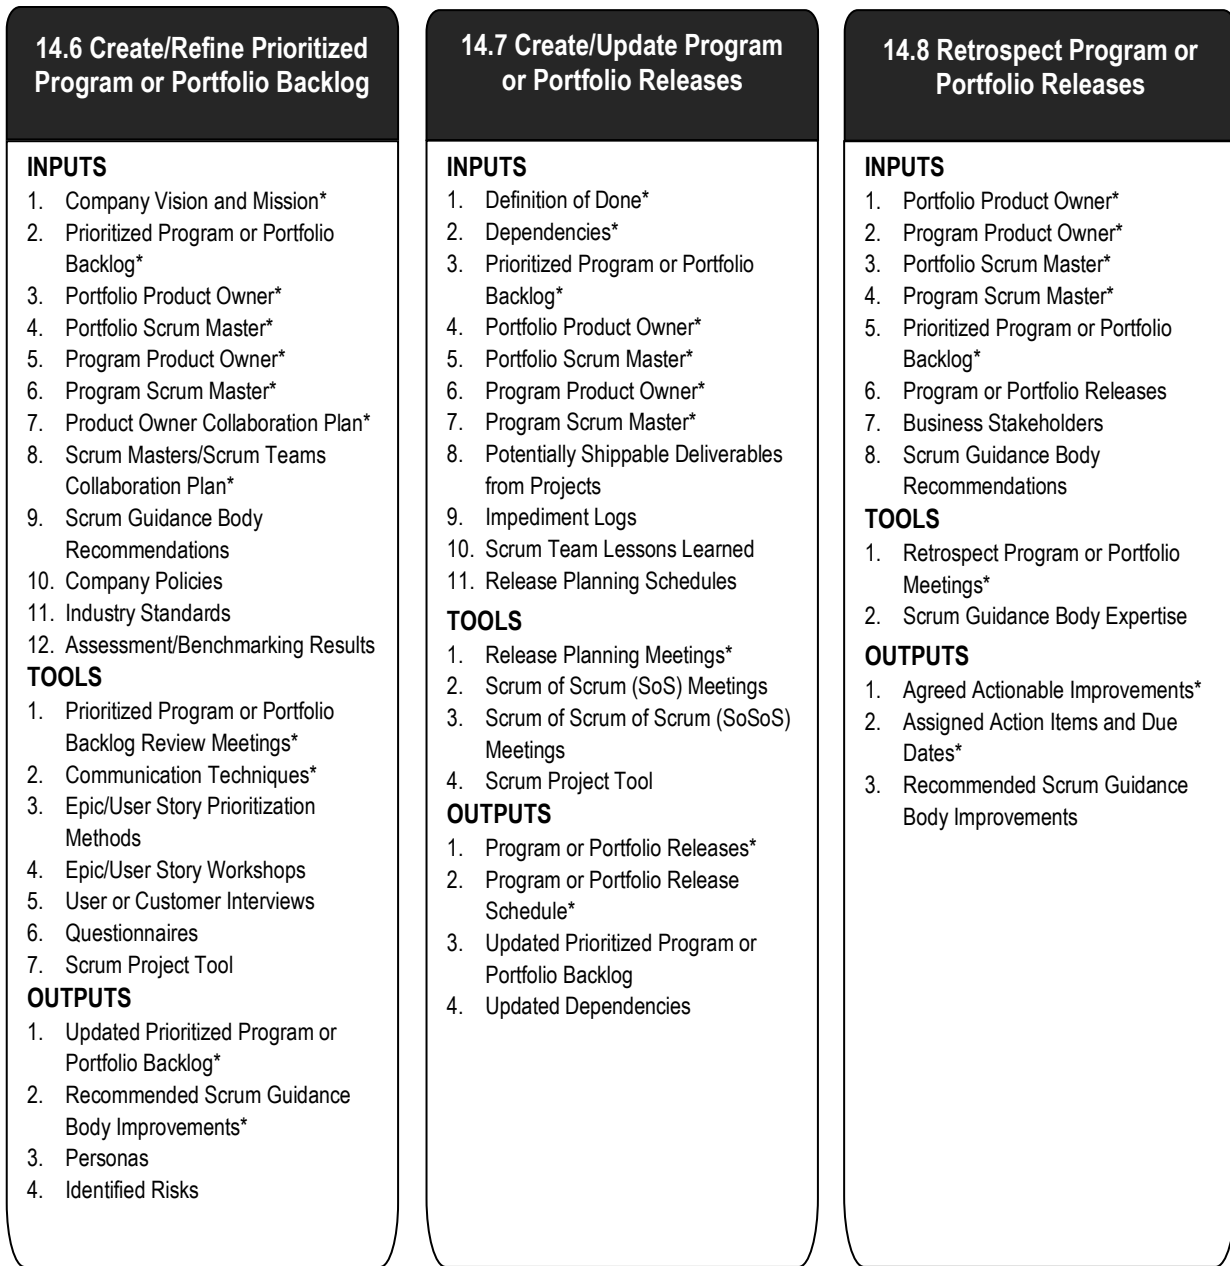 14.6 Create/Refine Prioritized
Program or Portfolio Backlog
INPUTS
1. Company Vision and Mission*
2. Prioritized Program or Portfolio
Backlog*
3. Portfolio Product Owner*
4. Portfolio Scrum Master*
5. Program Product Owner*
6. Program Scrum Master*
7. Product Owner Collaboration Plan*
8. Scrum Masters/Scrum Teams
Collaboration Plan*
9. Scrum Guidance Body
Recommendations
10. Company Policies
11. Industry Standards
12. Assessment/Benchmarking Results
TOOLS
1. Prioritized Program or Portfolio
Backlog Review Meetings*
2. Communication Techniques*
3. Epic/User Story Prioritization
Methods
4. Epic/User Story Workshops
5. User or Customer Interviews
6. Questionnaires
7. Scrum Project Tool
OUTPUTS
1. Updated Prioritized Program or
Portfolio Backlog*
2. Recommended Scrum Guidance
Body Improvements*
3. Personas
4. Identified Risks
14.7 Create/Update Program
or Portfolio Releases
INPUTS
1. Definition of Done*
2. Dependencies*
3. Prioritized Program or Portfolio
Backlog*
4. Portfolio Product Owner*
5. Portfolio Scrum Master*
6. Program Product Owner*
7. Program Scrum Master*
8. Potentially Shippable Deliverables
from Projects
9. Impediment Logs
10. Scrum Team Lessons Learned
11. Release Planning Schedules
TOOLS
1. Release Planning Meetings*
2. Scrum of Scrum (SoS) Meetings
3. Scrum of Scrum of Scrum (SoSoS)
Meetings
4. Scrum Project Tool
OUTPUTS
1. Program or Portfolio Releases*
2. Program or Portfolio Release
Schedule*
3. Updated Prioritized Program or
Portfolio Backlog
4. Updated Dependencies
14.8 Retrospect Program or
Portfolio Releases
INPUTS
1. Portfolio Product Owner*
2. Program Product Owner*
3. Portfolio Scrum Master*
4. Program Scrum Master*
5. Prioritized Program or Portfolio
Backlog*
6. Program or Portfolio Releases
7. Business Stakeholders
8. Scrum Guidance Body
Recommendations
TOOLS
1. Retrospect Program or Portfolio
Meetings*
2. Scrum Guidance Body Expertise
OUTPUTS
1. Agreed Actionable Improvements*
2. Assigned Action Items and Due
Dates*
3. Recommended Scrum Guidance
Body Improvements